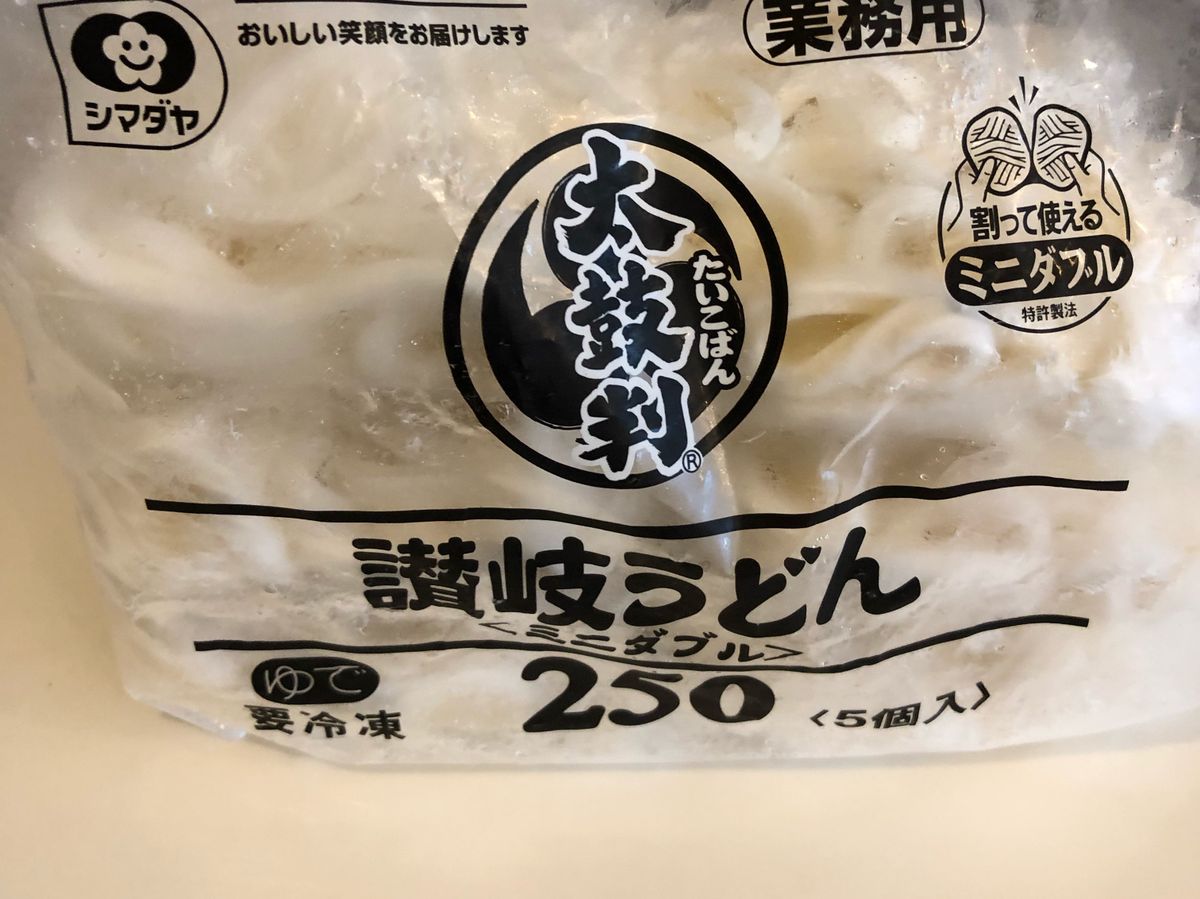 おいしい笑顔をお届けします
業務用
シマダヤ
割って使える
ミニダブル
特許製法
太鼓判
たいこばん
®
讃岐うどん
<ミニダブル>
ゆで
要冷凍
250
〈5個入〉